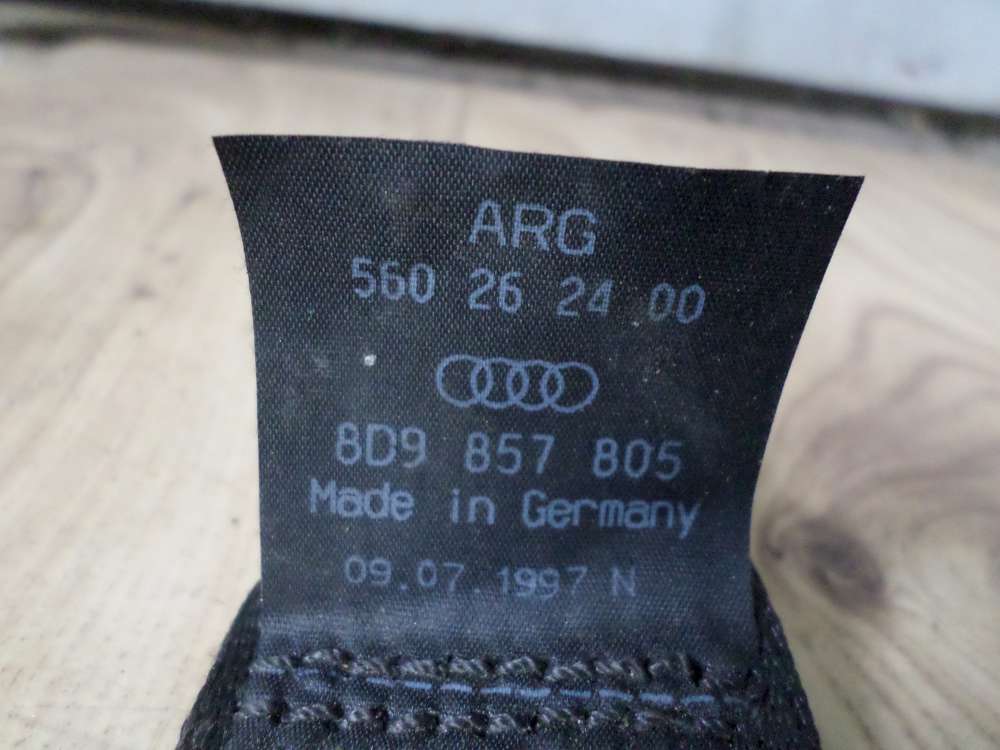 ARG
560 26 24 00
8D9 857 805
Made in Germany
09.07.1997 N